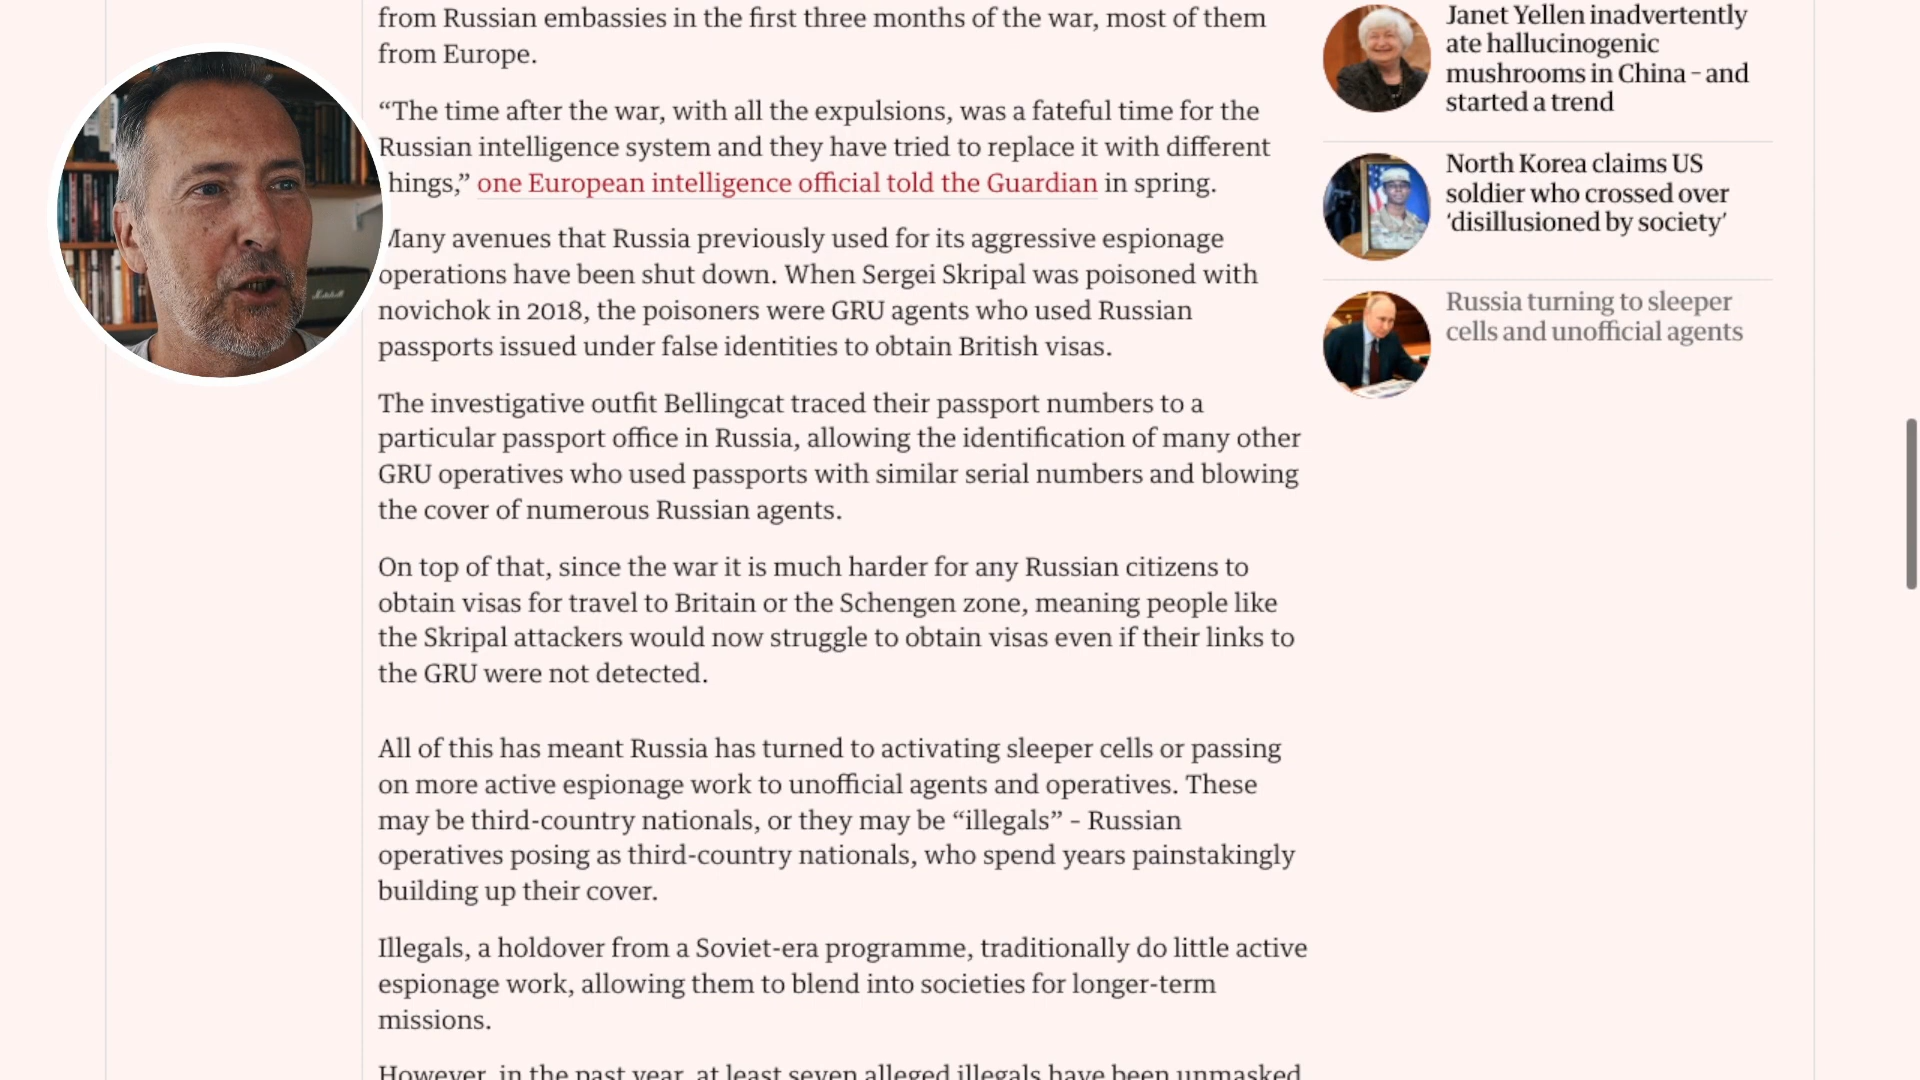 from Russian embassies in the first three months of the war, most of them
from Europe.
“The time after the war, with all the expulsions, was a fateful time for the
Russian intelligence system and they have tried to replace it with different
hings,” one European intelligence official told the Guardian in spring.
Many avenues that Russia previously used for its aggressive espionage
operations have been shut down. When Sergei Skripal was poisoned with
novichok in 2018, the poisoners were GRU agents who used Russian
passports issued under false identities to obtain British visas.
The investigative outfit Bellingcat traced their passport numbers to a
particular passport office in Russia, allowing the identification of many other
GRU operatives who used passports with similar serial numbers and blowing
the cover of numerous Russian agents.
On top of that, since the war it is much harder for any Russian citizens to
obtain visas for travel to Britain or the Schengen zone, meaning people like
the Skripal attackers would now struggle to obtain visas even if their links to
the GRU were not detected.
All of this has meant Russia has turned to activating sleeper cells or passing
on more active espionage work to unofficial agents and operatives. These
may be third-country nationals, or they may be “illegals” – Russian
operatives posing as third-country nationals, who spend years painstakingly
building up their cover.
Illegals, a holdover from a Soviet-era programme, traditionally do little active
espionage work, allowing them to blend into societies for longer-term
missions.
However, in the past year, at least seven alleged illegals have been unmasked
Janet Yellen inadvertently
ate hallucinogenic
mushrooms in China – and
started a trend
North Korea claims US
soldier who crossed over
‘disillusioned by society’
Russia turning to sleeper
cells and unofficial agents
Marshall